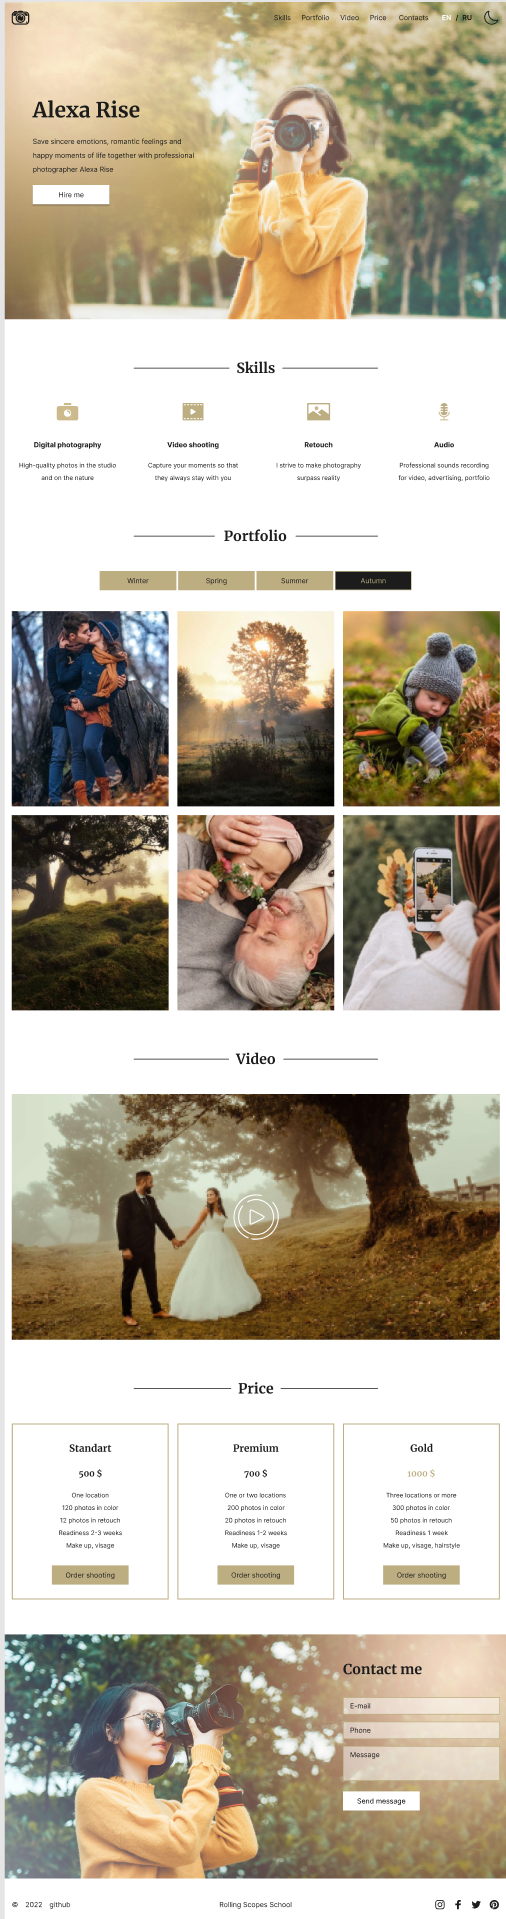 Skills Portfolio Video Price Contacts EN / RU
Alexa Rise
Save sincere emotions, romantic feelings and
happy moments of life together with professional
photographer Alexa Rise
Hire me
Skills
Digital photography
High-quality photos in the studio
and on the nature
Video shooting
Capture your moments so that
they always stay with you
Retouch
I strive to make photography
surpass reality
Audio
Professional sounds recording
for video, advertising, portfolio
Portfolio
Winter Spring Summer Autumn
Video
Price
Standart
500 $
One location
120 photos in color
12 photos in retouch
Readiness 2-3 weeks
Make up, visage
Order shooting
Premium
700 $
One or two locations
200 photos in color
20 photos in retouch
Readiness 1-2 weeks
Make up, visage
Order shooting
Gold
1000 $
Three locations or more
300 photos in color
50 photos in retouch
Readiness 1 week
Make up, visage, hairstyle
Order shooting
Contact me
E-mail
Phone
Message
Send message
© 2022 github Rolling Scopes School